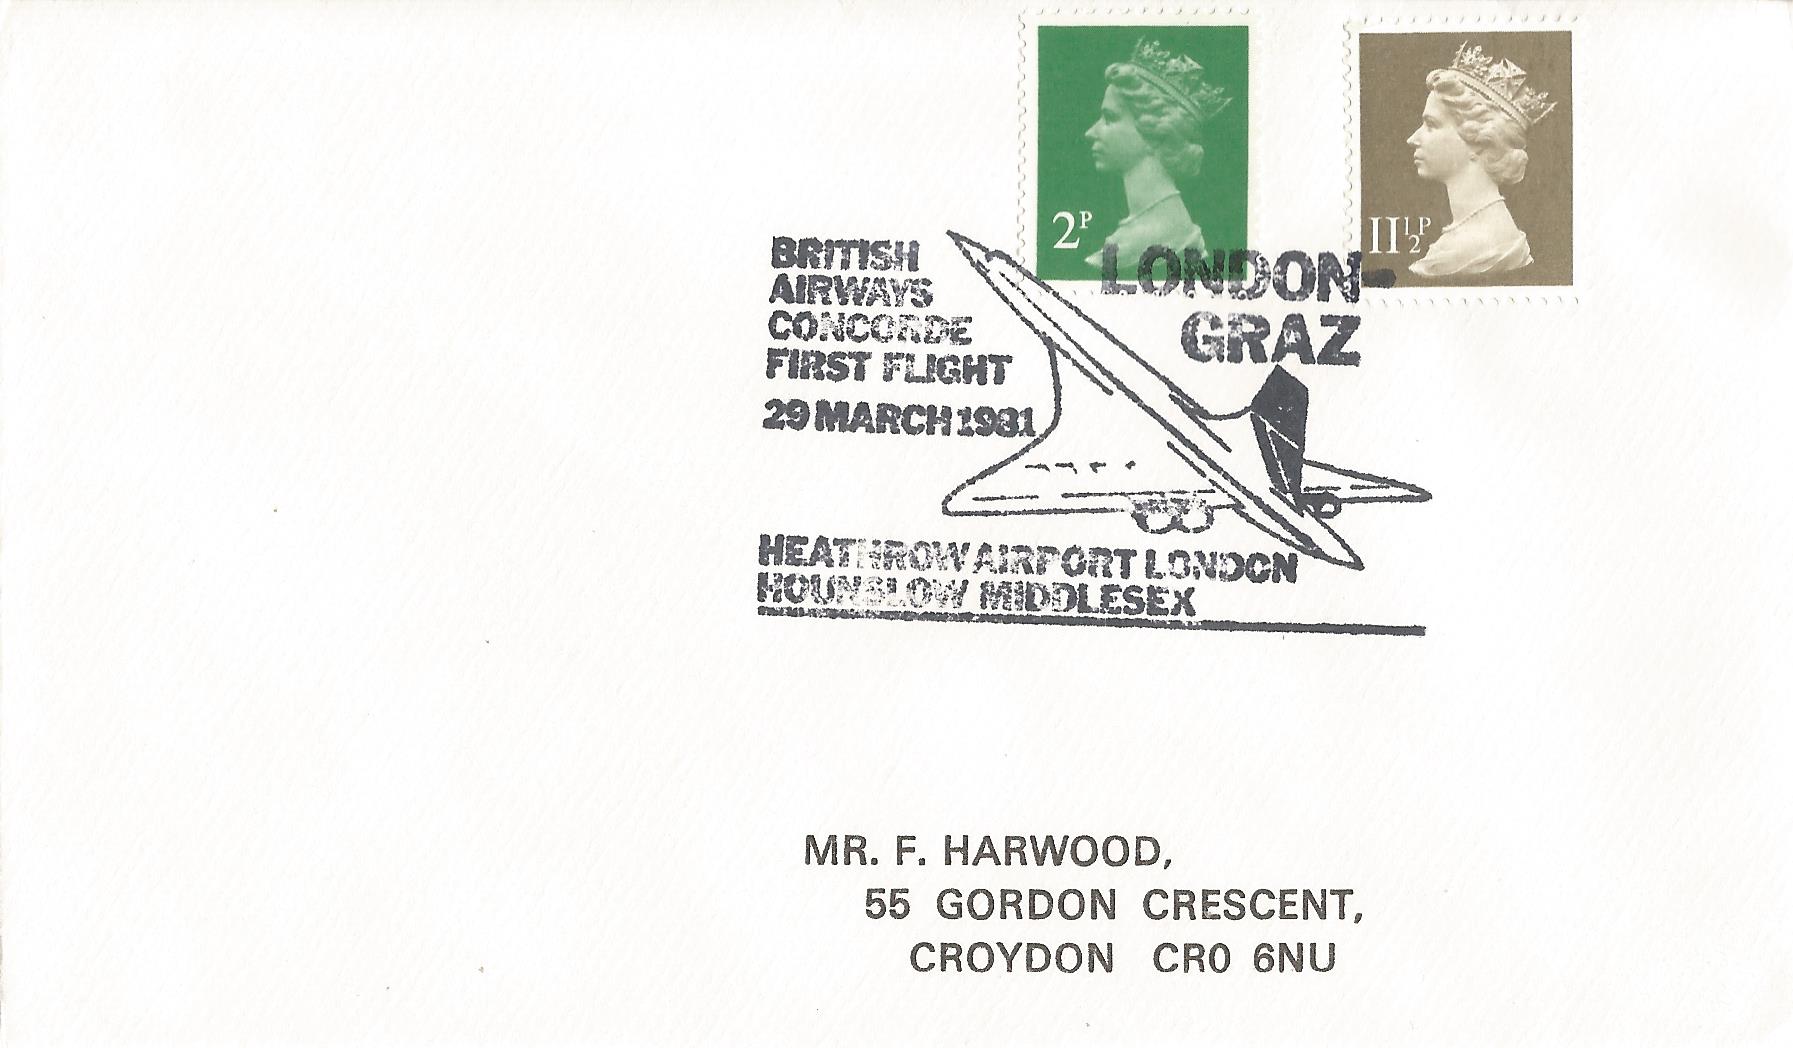 2P
11½P
LONDON-
GRAZ
BRITISH
AIRWAYS
CONCORDE
FIRST FLIGHT
29 MARCH 1981
HEATHROW AIRPORT LONDON
HOUNSLOW MIDDLESEX
MR. F. HARWOOD,
55 GORDON CRESCENT,
CROYDON CR0 6NU